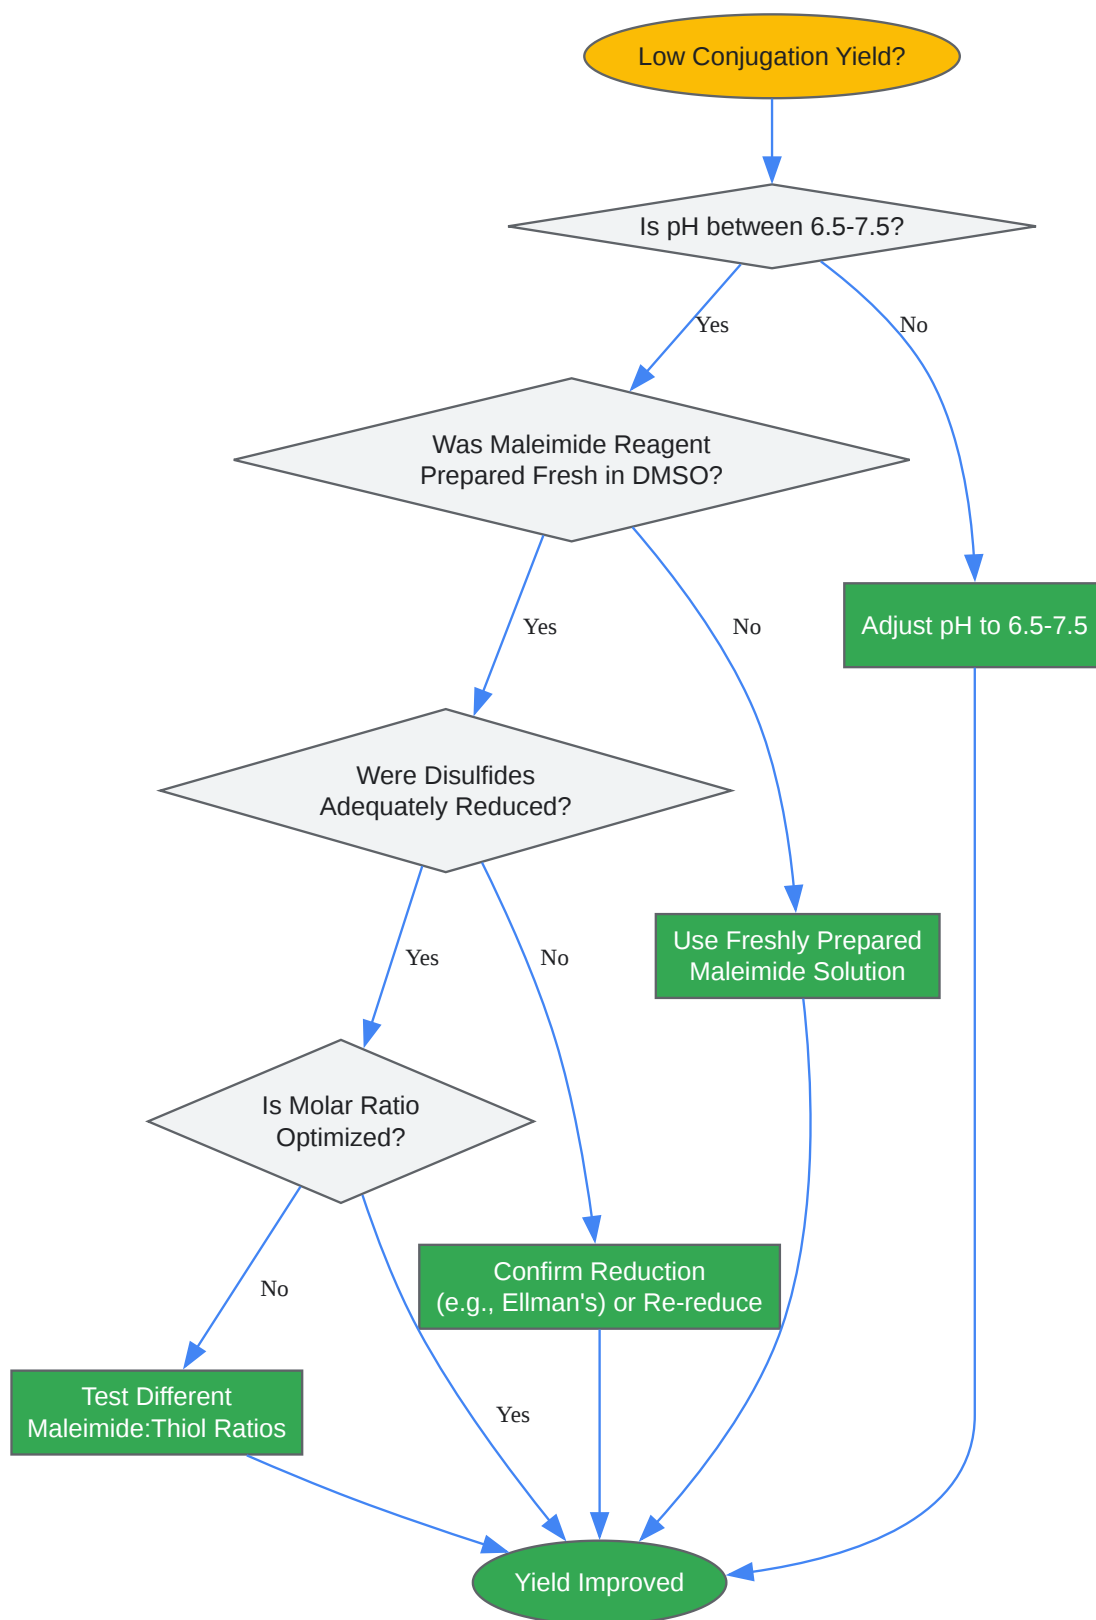 Low Conjugation Yield?
Is pH between 6.5-7.5?
Yes
No
Was Maleimide Reagent
Prepared Fresh in DMSO?
Yes
No
Adjust pH to 6.5-7.5
Were Disulfides
Adequately Reduced?
Yes
No
Use Freshly Prepared
Maleimide Solution
Is Molar Ratio
Optimized?
No
Yes
Confirm Reduction
(e.g., Ellman's) or Re-reduce
Test Different
Maleimide:Thiol Ratios
Yield Improved